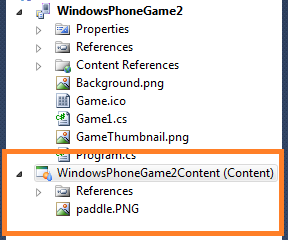 WindowsPhoneGame2
Properties
References
Content References
Background.png
Game.ico
Game1.cs
GameThumbnail.png
Program.cs
WindowsPhoneGame2Content (Content)
References
paddle.PNG